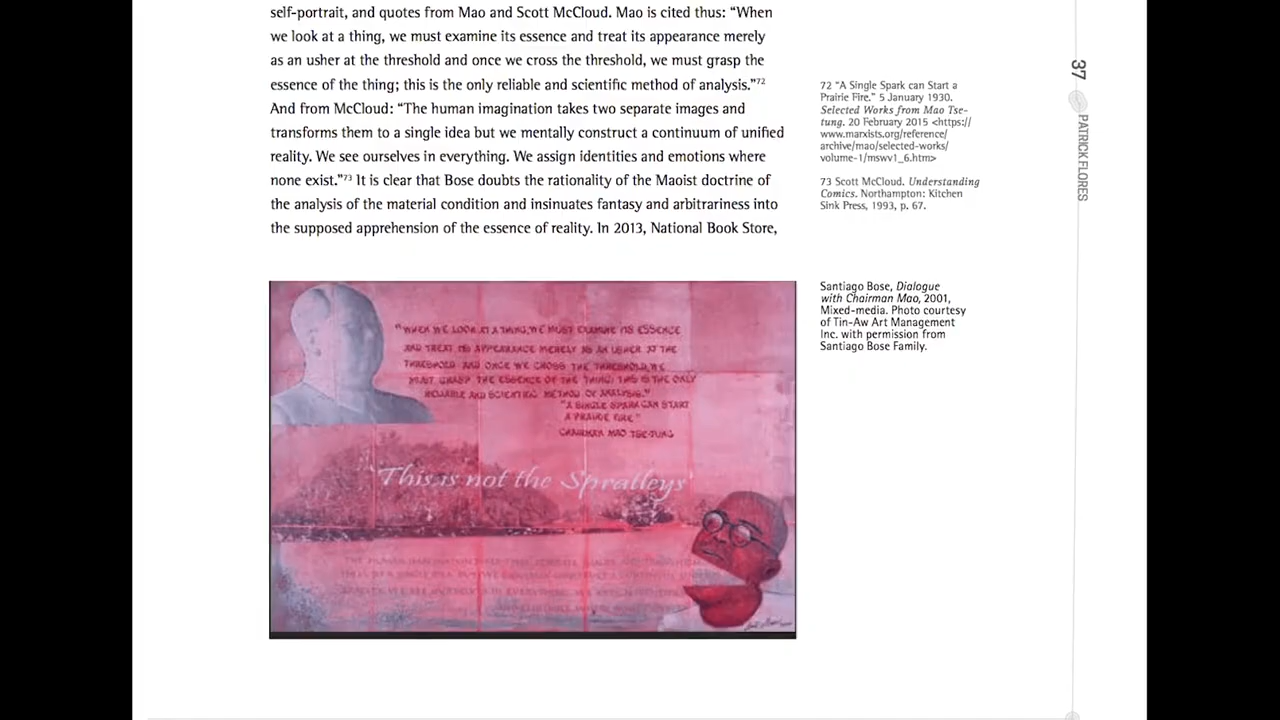 self-portrait, and quotes from Mao and Scott McCloud. Mao is cited thus: “When
we look at a thing, we must examine its essence and treat its appearance merely
as an usher at the threshold and once we cross the threshold, we must grasp the
essence of the thing; this is the only reliable and scientific method of analysis.”72
And from McCloud: “The human imagination takes two separate images and
transforms them to a single idea but we mentally construct a continuum of unified
reality. We see ourselves in everything. We assign identities and emotions where
none exist.”73 It is clear that Bose doubts the rationality of the Maoist doctrine of
the analysis of the material condition and insinuates fantasy and arbitrariness into
the supposed apprehension of the essence of reality. In 2013, National Book Store,
72 “A Single Spark can Start a
Prairie Fire.” 5 January 1930.
Selected Works from Mao Tse-
tung. 20 February 2015 <https://
www.marxists.org/reference/
archive/mao/selected-works/
volume-1/mswv1_6.htm>
73 Scott McCloud. Understanding
Comics. Northampton: Kitchen
Sink Press, 1993, p. 67.
37
PATRICK FLORES
"WHEN WE LOOK AT A THING, WE MUST EXAMINE ITS ESSENCE
AND TREAT ITS APPEARANCE MERELY AS AN USHER AT THE
THRESHOLD AND ONCE WE CROSS THE THRESHOLD, WE
MUST GRASP THE ESSENCE OF THE THING; THIS IS THE ONLY
RELIABLE AND SCIENTIFIC METHOD OF ANALYSIS."
"A SINGLE SPARK CAN START
A PRAIRIE FIRE"
CHAIRMAN MAO TSE-TUNG
This is not the Spratleys
Santiago Bose, Dialogue
with Chairman Mao, 2001,
Mixed-media. Photo courtesy
of Tin-Aw Art Management
Inc. with permission from
Santiago Bose Family.